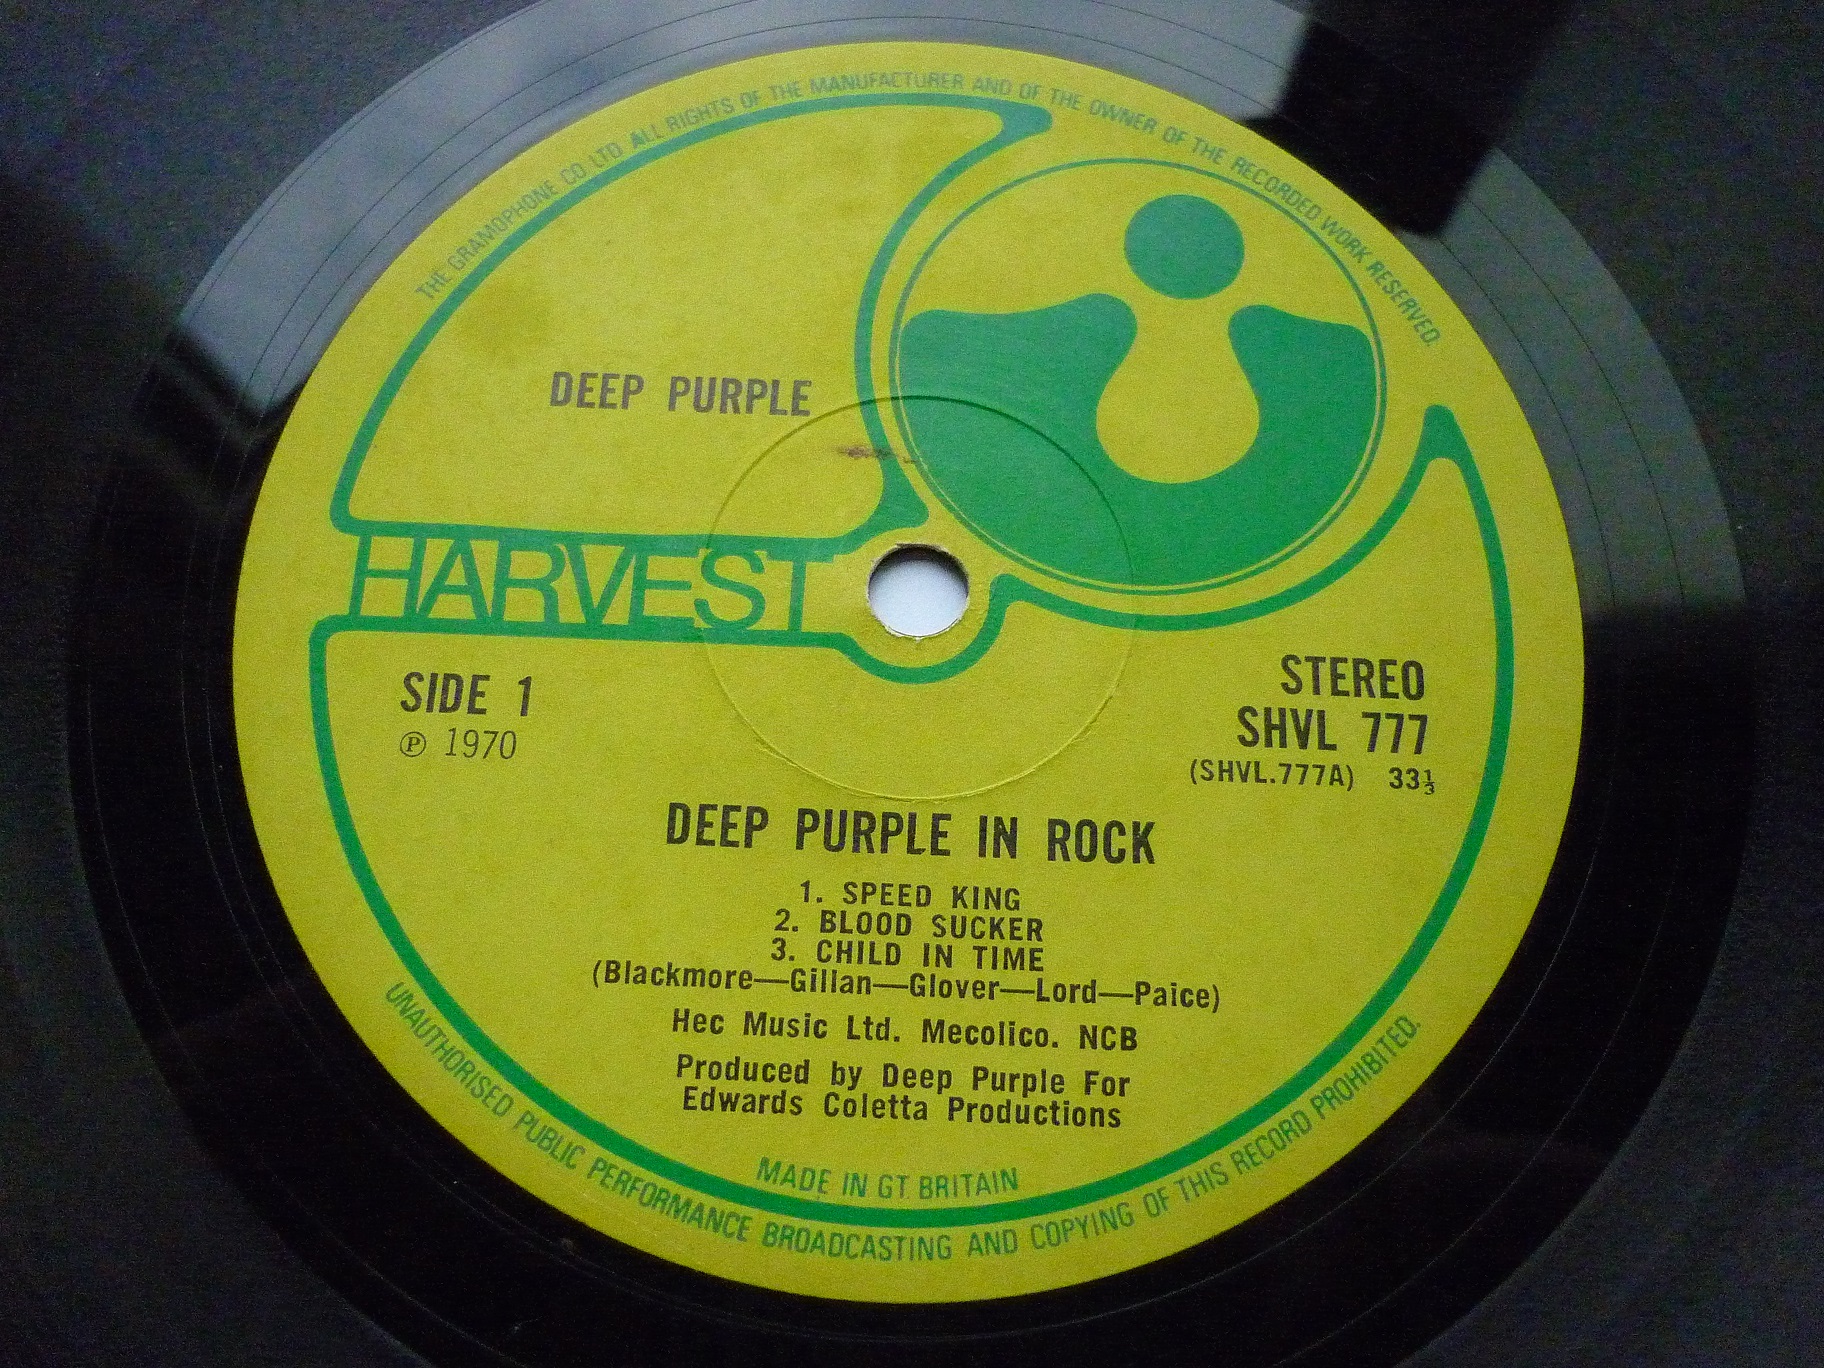 THE GRAMOPHONE CO LTD ALL RIGHTS OF THE MANUFACTURER AND OF THE OWNER OF THE RECORDED WORK RESERVED.
DEEP PURPLE
HARVEST
SIDE 1
℗ 1970
STEREO
SHVL 777
(SHVL.777A) 33⅓
DEEP PURPLE IN ROCK
1. SPEED KING
2. BLOOD SUCKER
3. CHILD IN TIME
(Blackmore—Gillan—Glover—Lord—Paice)
Hec Music Ltd. Mecolico. NCB
Produced by Deep Purple For
Edwards Coletta Productions
MADE IN GT BRITAIN
UNAUTHORISED PUBLIC PERFORMANCE BROADCASTING AND COPYING OF THIS RECORD PROHIBITED.